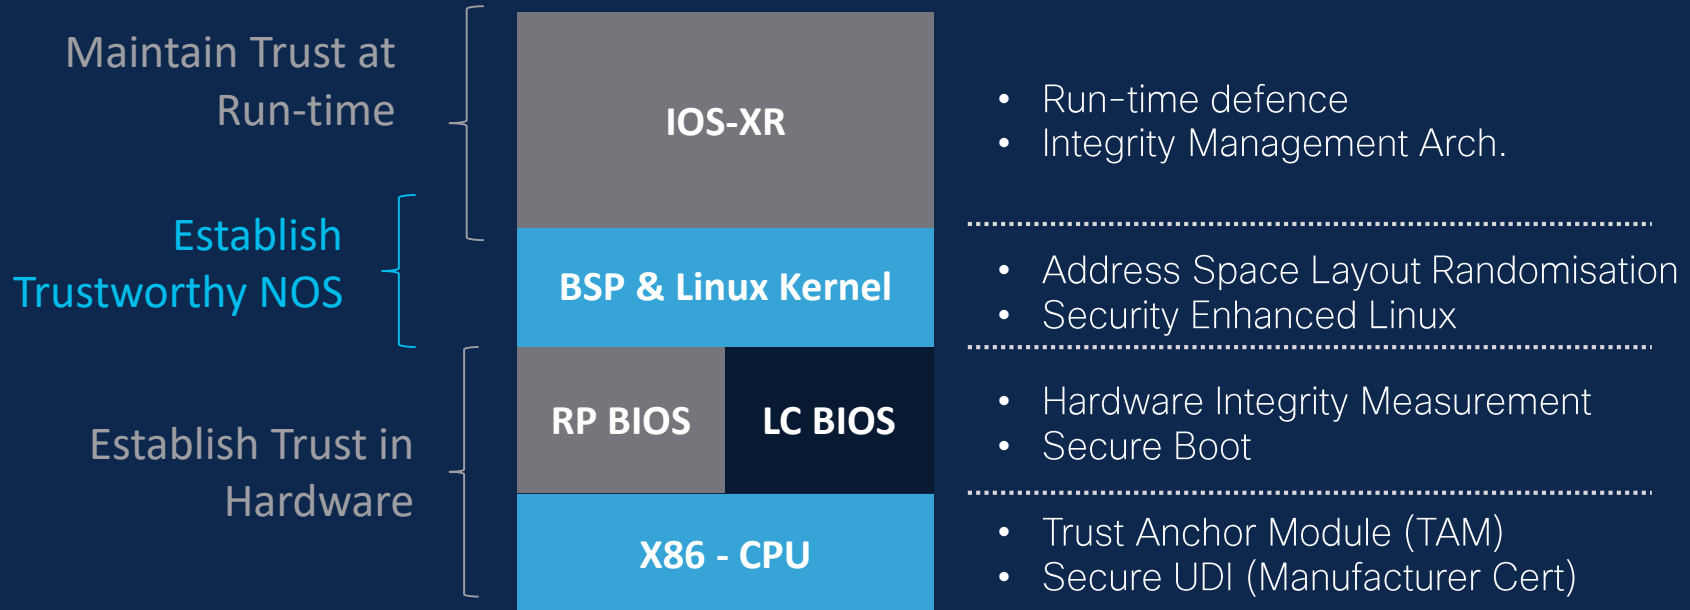 Maintain Trust at
Run-time
Establish
Trustworthy NOS
Establish Trust in
Hardware
IOS-XR
BSP & Linux Kernel
RP BIOS
LC BIOS
X86 - CPU
• Run-time defence
• Integrity Management Arch.
• Address Space Layout Randomisation
• Security Enhanced Linux
• Hardware Integrity Measurement
• Secure Boot
• Trust Anchor Module (TAM)
• Secure UDI (Manufacturer Cert)